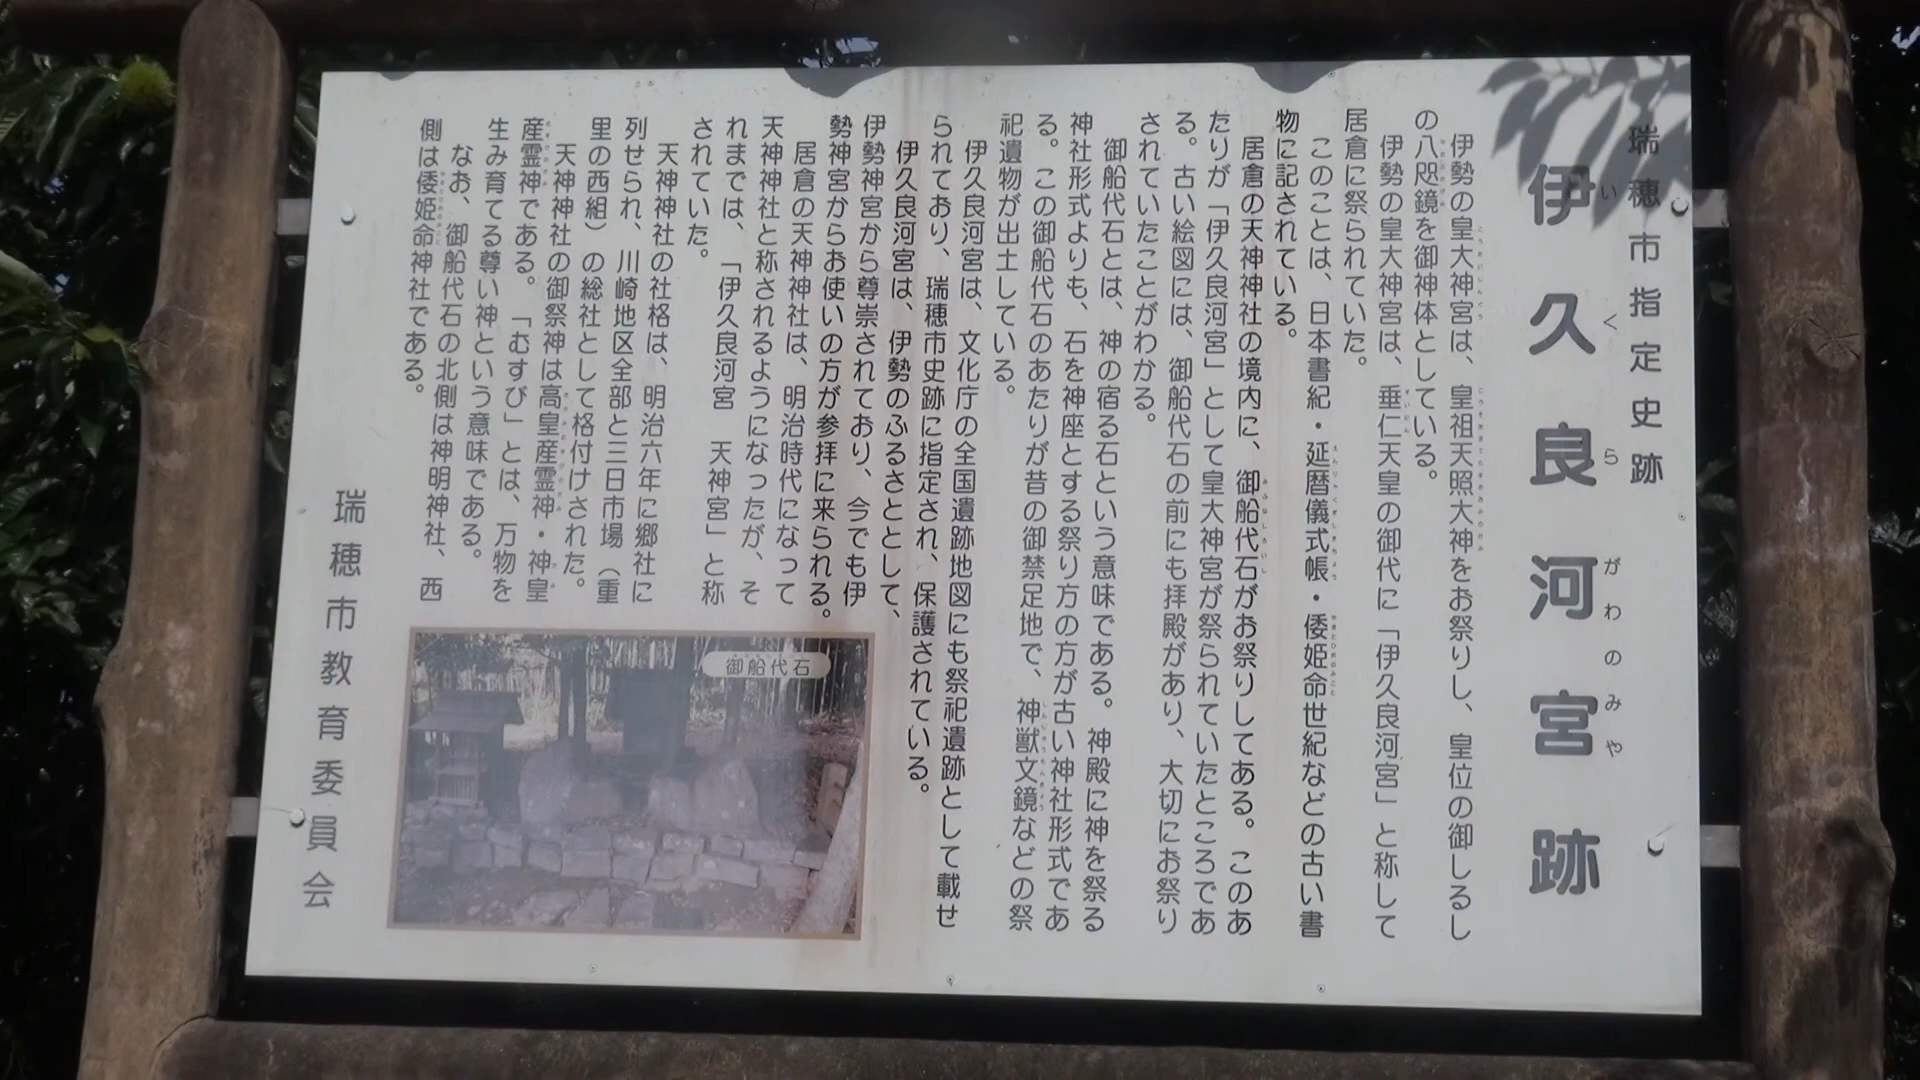 瑞穂市指定史跡
伊久良河宮跡
いくらがわのみや
伊勢の皇大神宮は、皇祖天照大神をお祭りし、皇位の御しるし
の八咫鏡を御神体としている。
伊勢の皇大神宮は、垂仁天皇の御代に「伊久良河宮」と称して
居倉に祭られていた。
このことは、日本書紀・延暦儀式帳・倭姫命世紀などの古い書
物に記されている。
居倉の天神神社の境内に、御船代石がお祭りしてある。このあ
たりが「伊久良河宮」として皇大神宮が祭られていたところであ
る。古い絵図には、御船代石の前にも拝殿があり、大切にお祭り
されていたことがわかる。
御船代石とは、神の宿る石という意味である。神殿に神を祭る
神社形式よりも、石を神座とする祭り方の方が古い神社形式であ
る。この御船代石のあたりが昔の御禁足地で、神獣文鏡などの祭
祀遺物が出土している。
伊久良河宮は、文化庁の全国遺跡地図にも祭祀遺跡として載せ
られており、瑞穂市史跡に指定され、保護されている。
伊久良河宮は、伊勢のふるさととして、
伊勢神宮から尊崇されており、今でも伊
勢神宮からお使いの方が参拝に来られる。
居倉の天神神社は、明治時代になって
天神神社と称されるようになったが、そ
れまでは、「伊久良河宮　天神宮」と称
されていた。
天神神社の社格は、明治六年に郷社に
列せられ、川崎地区全部と三日市場（重
里の西組）の総社として格付けされた。
天神神社の御祭神は高皇産霊神・神皇
産霊神である。「むすび」とは、万物を
生み育てる尊い神という意味である。
なお、御船代石の北側は神明神社、西
側は倭姫命神社である。
御船代石
瑞穂市教育委員会